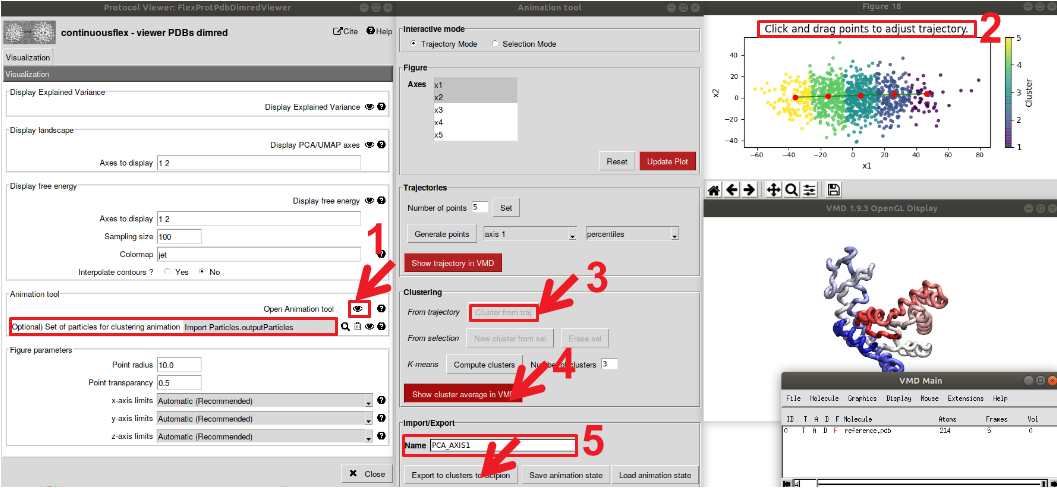 Protocol Viewer: FlexProtPdbDimredViewer
continuousflex - viewer PDBs dimred
Cite
Help
Visualization
Visualization
Display Explained Variance
Display Explained Variance
Display landscape
Display PCA/UMAP axes
Axes to display 1 2
Display free energy
Display free energy
Axes to display 1 2
Sampling size 100
Colormap jet
Interpolate contours ? Yes No
1
Animation tool
Open Animation tool
Optional) Set of particles for clustering animation Import Particles.outputParticles
Figure parameters
Point radius 10.0
Point transparency 0.5
x-axis limits Automatic (Recommended)
y-axis limits Automatic (Recommended)
z-axis limits Automatic (Recommended)
Close
Animation tool
Interactive mode
Trajectory Mode Selection Mode
Figure
Axes x1
x2
x3
x4
x5
Reset Update Plot
Trajectories
Number of points 5 Set
Generate points axis 1 percentiles
Show trajectory in VMD
3
Clustering
From trajectory Cluster from traj
From selection New cluster from sel Erase sel
K-means Compute clusters Number of clusters 3
4
Show cluster average in VMD
Import/Export
5
Name PCA_AXIS1
Export to clusters to Scipion Save animation state Load animation state
Figure 18
2
Click and drag points to adjust trajectory.
40
20
0
−20
−40
x2
−60 −40 −20 0 20 40 60 80
x1
5
4
3
2
1
Cluster
VMD 1.9.3 OpenGL Display
VMD Main
File Molecule Graphics Display Mouse Extensions Help
ID T A D F Molecule Atoms Frames Vol
0 T A D F reference.pdb 214 5 0